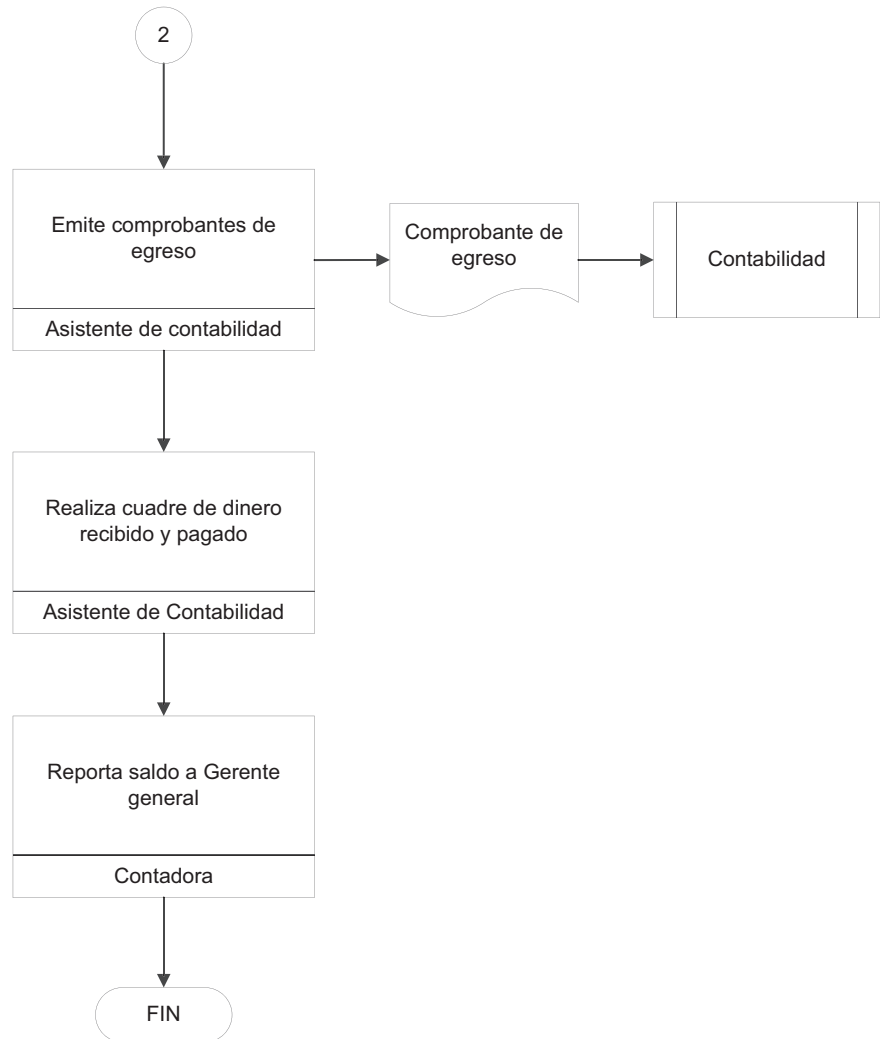 2
Emite comprobantes de
egreso
Asistente de contabilidad
Comprobante de
egreso
Contabilidad
Realiza cuadre de dinero
recibido y pagado
Asistente de Contabilidad
Reporta saldo a Gerente
general
Contadora
FIN